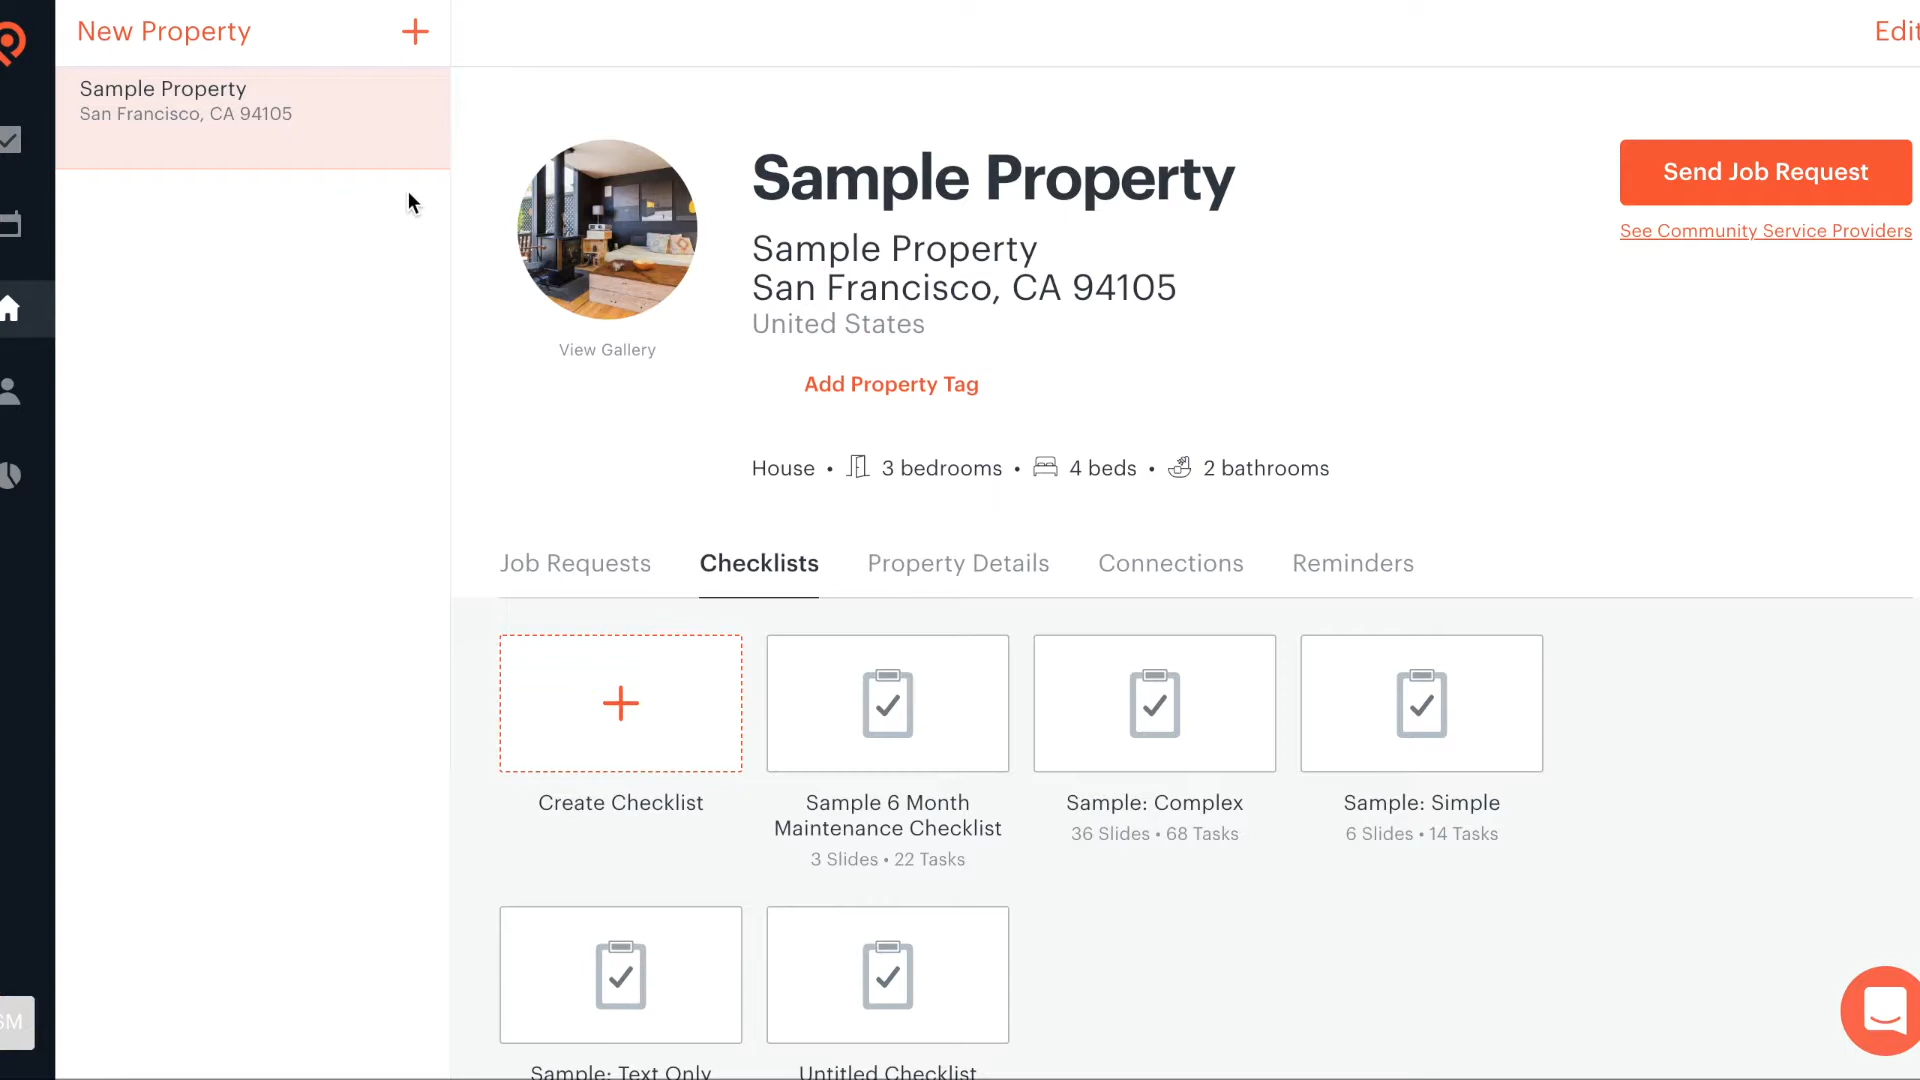 New Property
Edit
Sample Property
San Francisco, CA 94105
Sample Property
Send Job Request
See Community Service Providers
Sample Property
San Francisco, CA 94105
United States
View Gallery
Add Property Tag
House • 3 bedrooms • 4 beds • 2 bathrooms
Job Requests
Checklists
Property Details
Connections
Reminders
Create Checklist
Sample 6 Month
Maintenance Checklist
3 Slides • 22 Tasks
Sample: Complex
36 Slides • 68 Tasks
Sample: Simple
6 Slides • 14 Tasks
Sample: Text Only
Untitled Checklist
SM